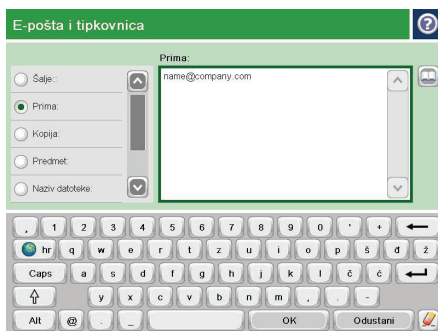 E-pošta i tipkovnica
?
Prima:
Šalje::
Prima:
Kopija:
Predmet:
Naziv datoteke:
name@company.com
1 2 3 4 5 6 7 8 9 0 ' +
hr q w e r t z u i o p š đ ž
Caps a s d f g h j k l č ć
y x c v b n m , . -
Alt @ . _ OK Odustani